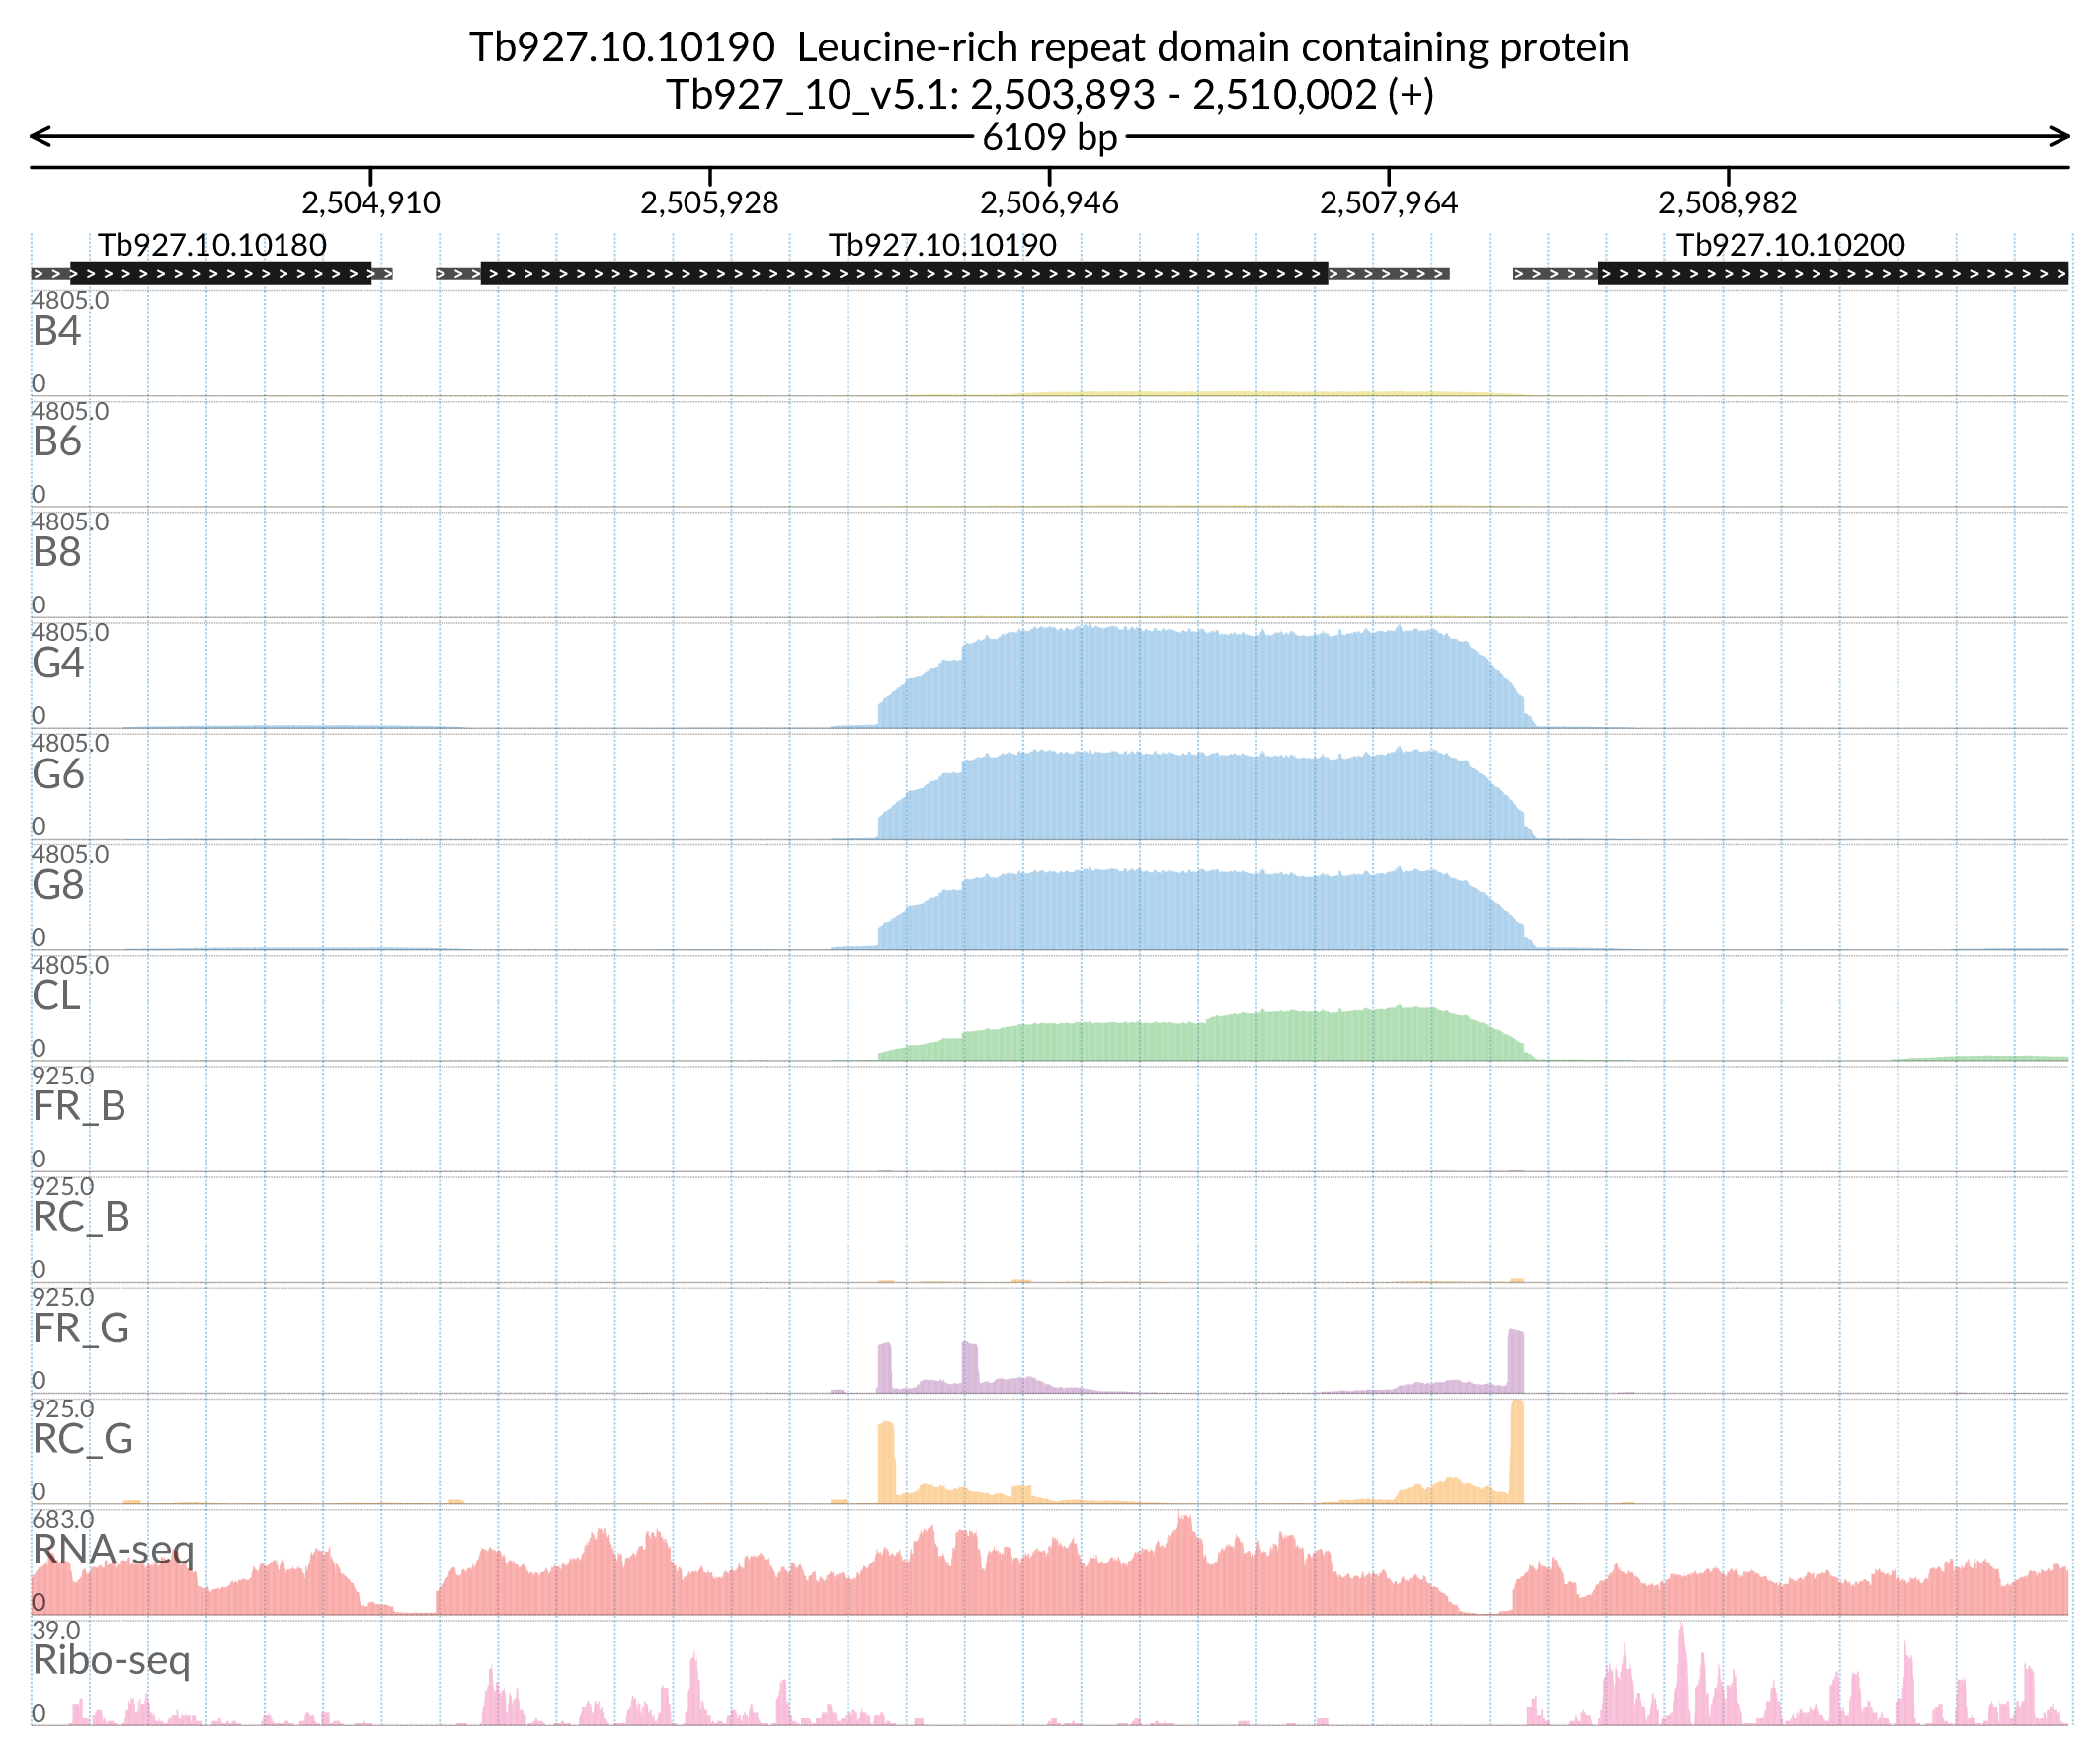 Tb927.10.10190  Leucine-rich repeat domain containing protein
Tb927_10_v5.1: 2,503,893 - 2,510,002 (+)
6109 bp
2,504,910 2,505,928 2,506,946 2,507,964 2,508,982
Tb927.10.10180 Tb927.10.10190 Tb927.10.10200
4805.0
B4
0
4805.0
B6
0
4805.0
B8
0
4805.0
G4
0
4805.0
G6
0
4805.0
G8
0
4805.0
CL
0
925.0
FR_B
0
925.0
RC_B
0
925.0
FR_G
0
925.0
RC_G
0
683.0
RNA-seq
0
39.0
Ribo-seq
0